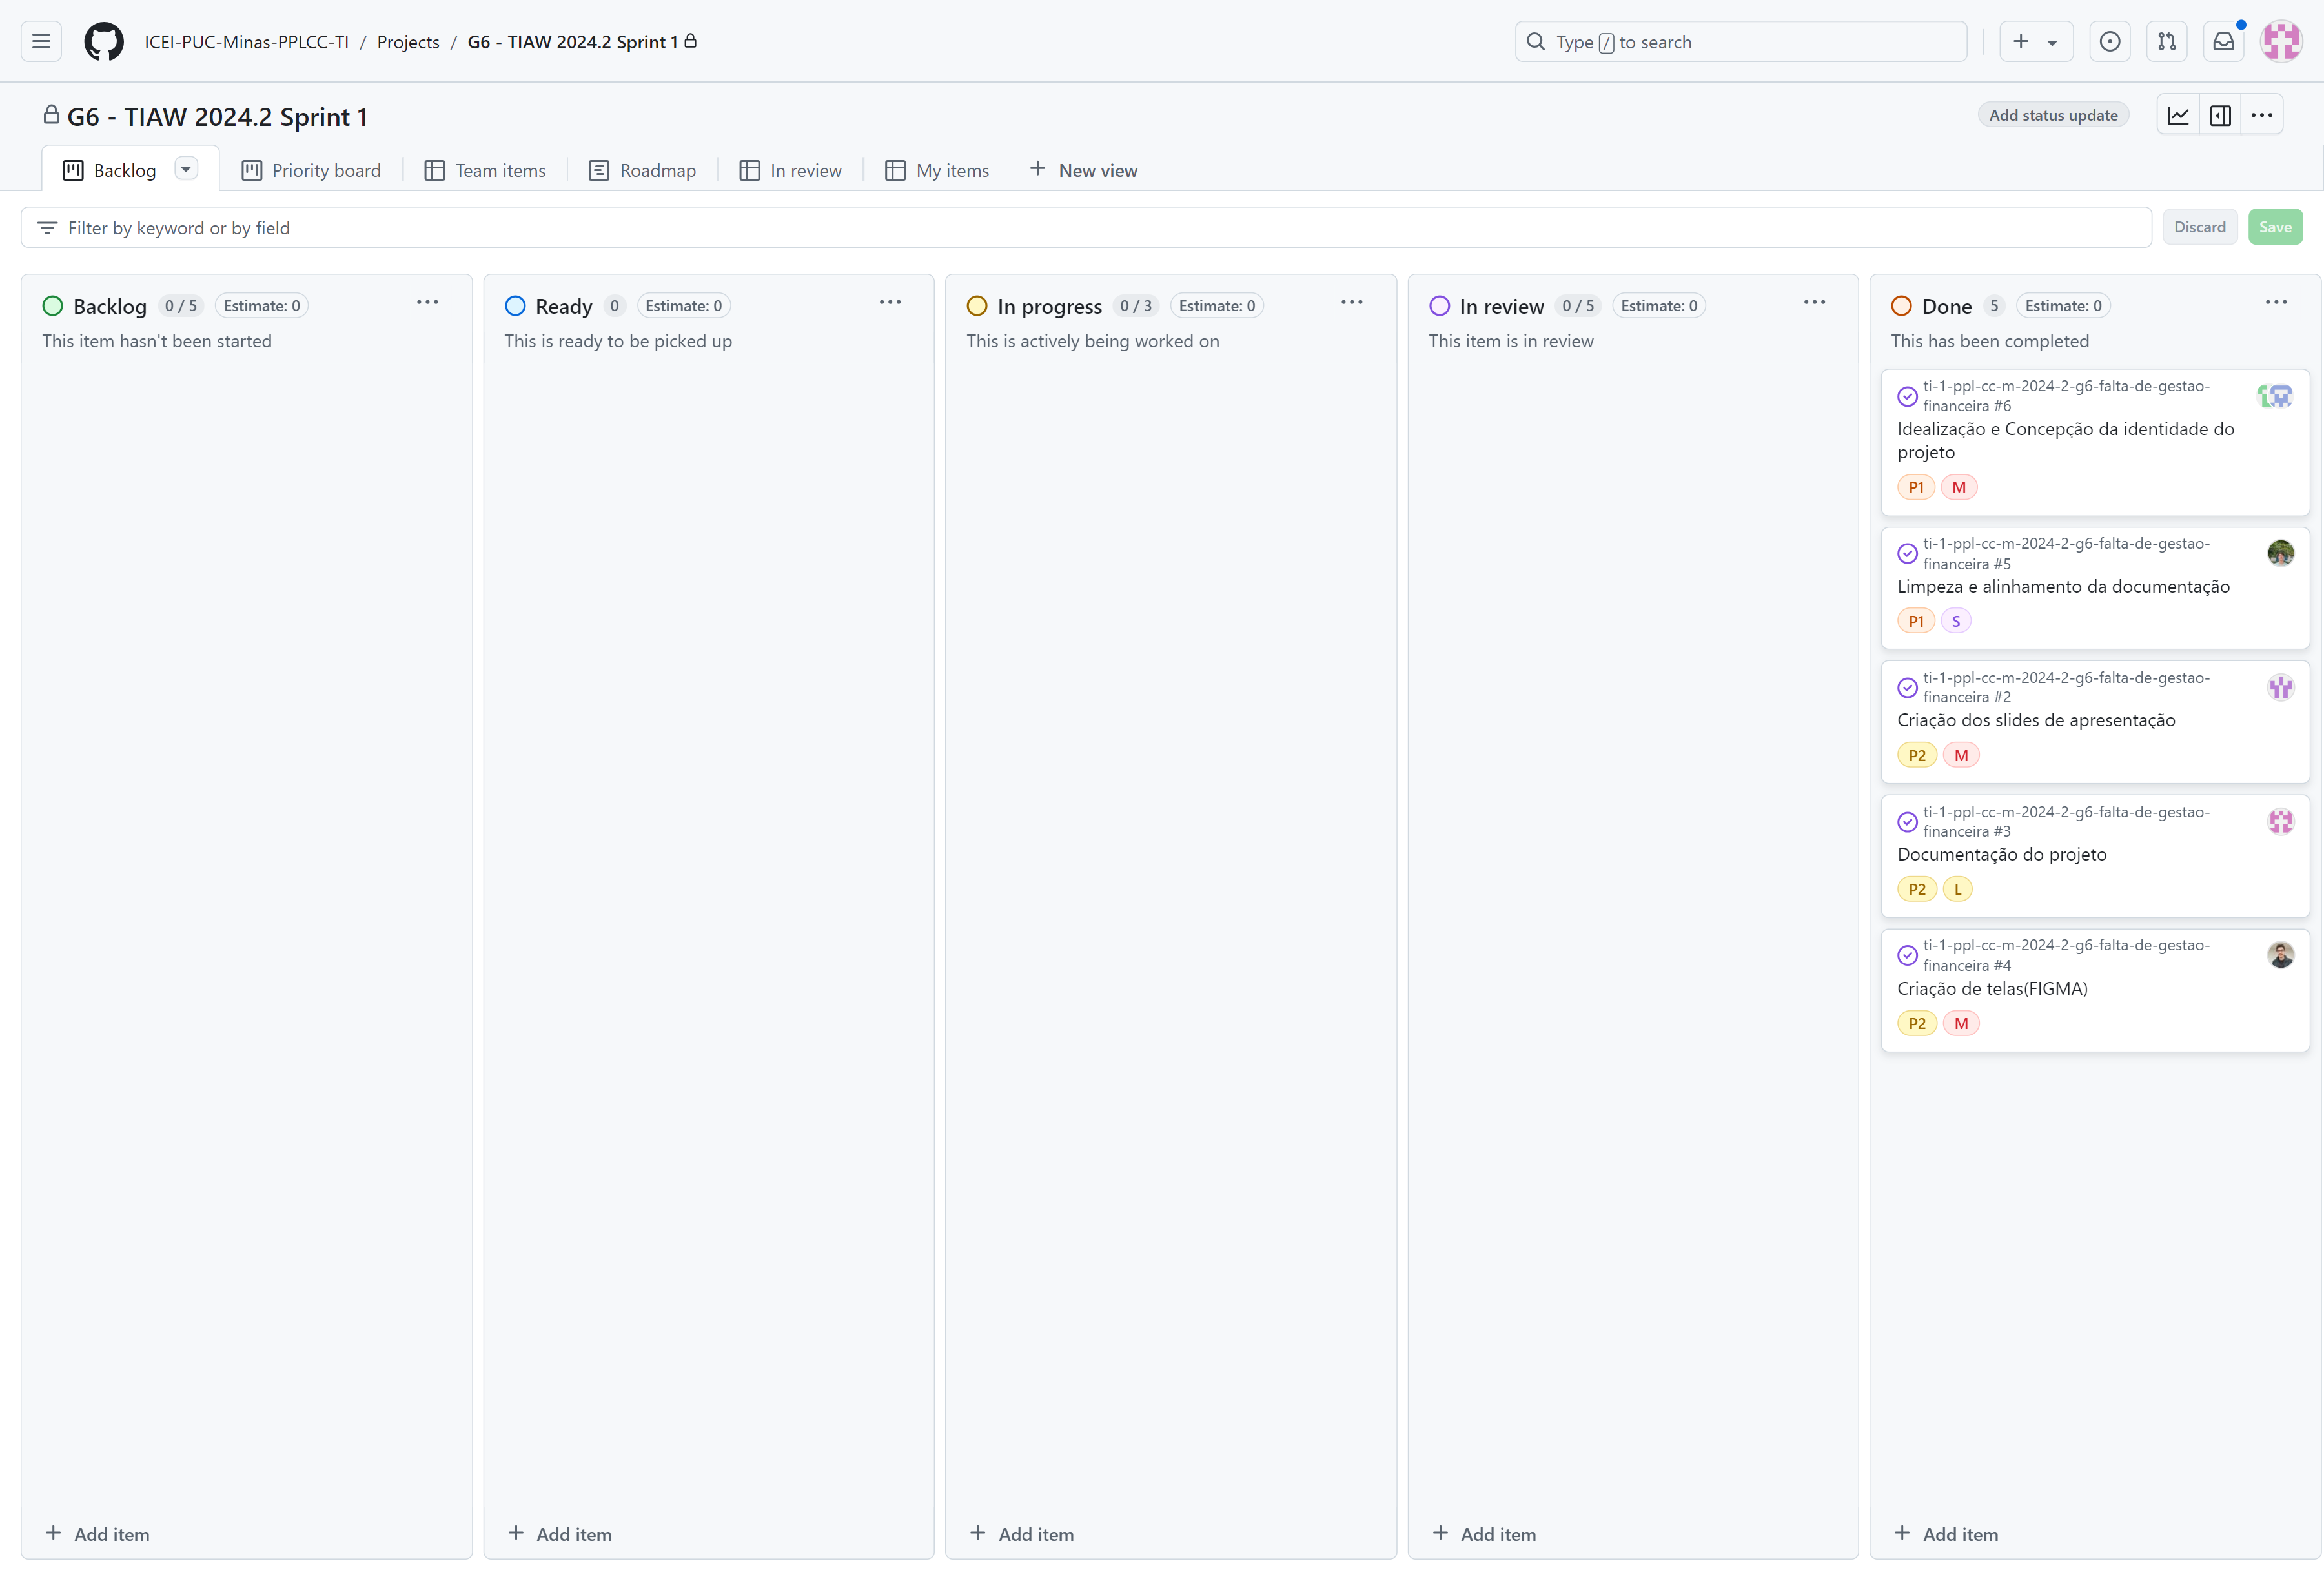 ICEI-PUC-Minas-PPLCC-TI / Projects / G6 - TIAW 2024.2 Sprint 1
Type / to search
G6 - TIAW 2024.2 Sprint 1
Add status update
Backlog
Priority board
Team items
Roadmap
In review
My items
New view
Filter by keyword or by field
Discard
Save
Backlog 0 / 5 Estimate: 0
This item hasn't been started
Add item
Ready 0 Estimate: 0
This is ready to be picked up
Add item
In progress 0 / 3 Estimate: 0
This is actively being worked on
Add item
In review 0 / 5 Estimate: 0
This item is in review
Add item
Done 5 Estimate: 0
This has been completed
ti-1-ppl-cc-m-2024-2-g6-falta-de-gestao-
financeira #6
Idealização e Concepção da identidade do
projeto
P1 M
ti-1-ppl-cc-m-2024-2-g6-falta-de-gestao-
financeira #5
Limpeza e alinhamento da documentação
P1 S
ti-1-ppl-cc-m-2024-2-g6-falta-de-gestao-
financeira #2
Criação dos slides de apresentação
P2 M
ti-1-ppl-cc-m-2024-2-g6-falta-de-gestao-
financeira #3
Documentação do projeto
P2 L
ti-1-ppl-cc-m-2024-2-g6-falta-de-gestao-
financeira #4
Criação de telas(FIGMA)
P2 M
Add item